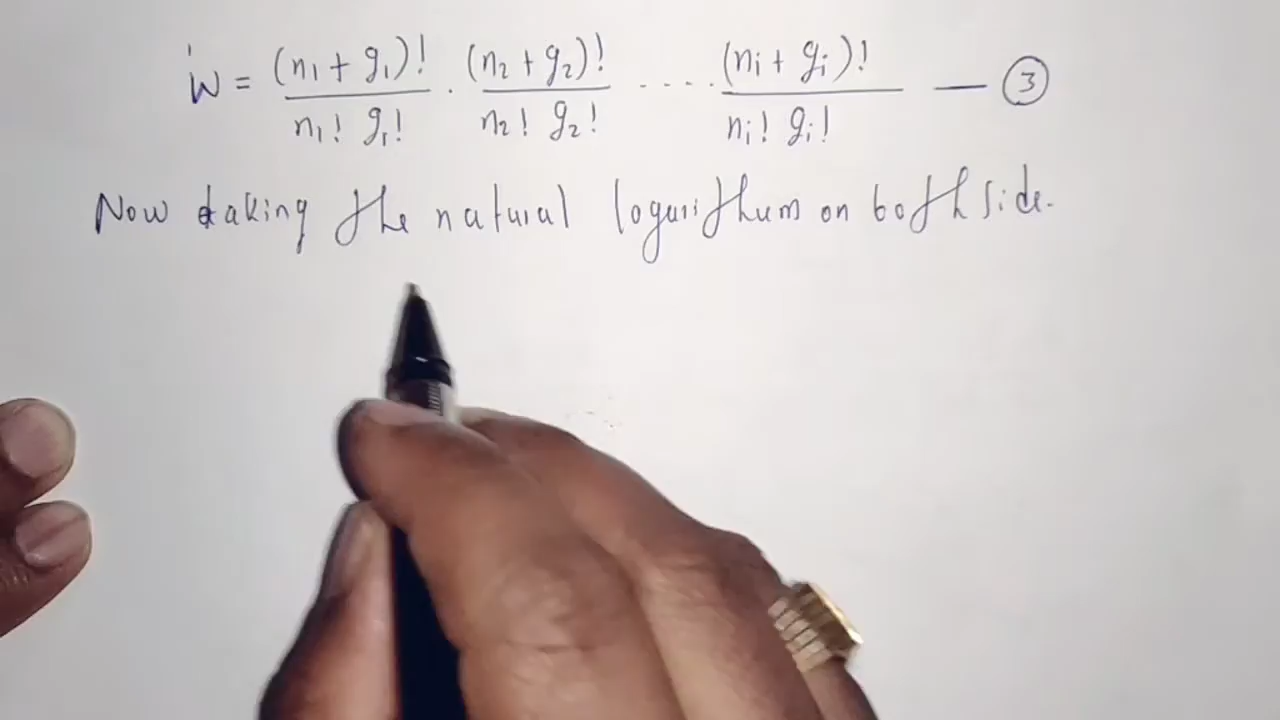 W = (n₁ + g₁)! / n₁! g₁! · (n₂ + g₂)! / n₂! g₂! ..... (nᵢ + gᵢ)! / nᵢ! gᵢ! — ③
Now taking the natural logarithum on both side.